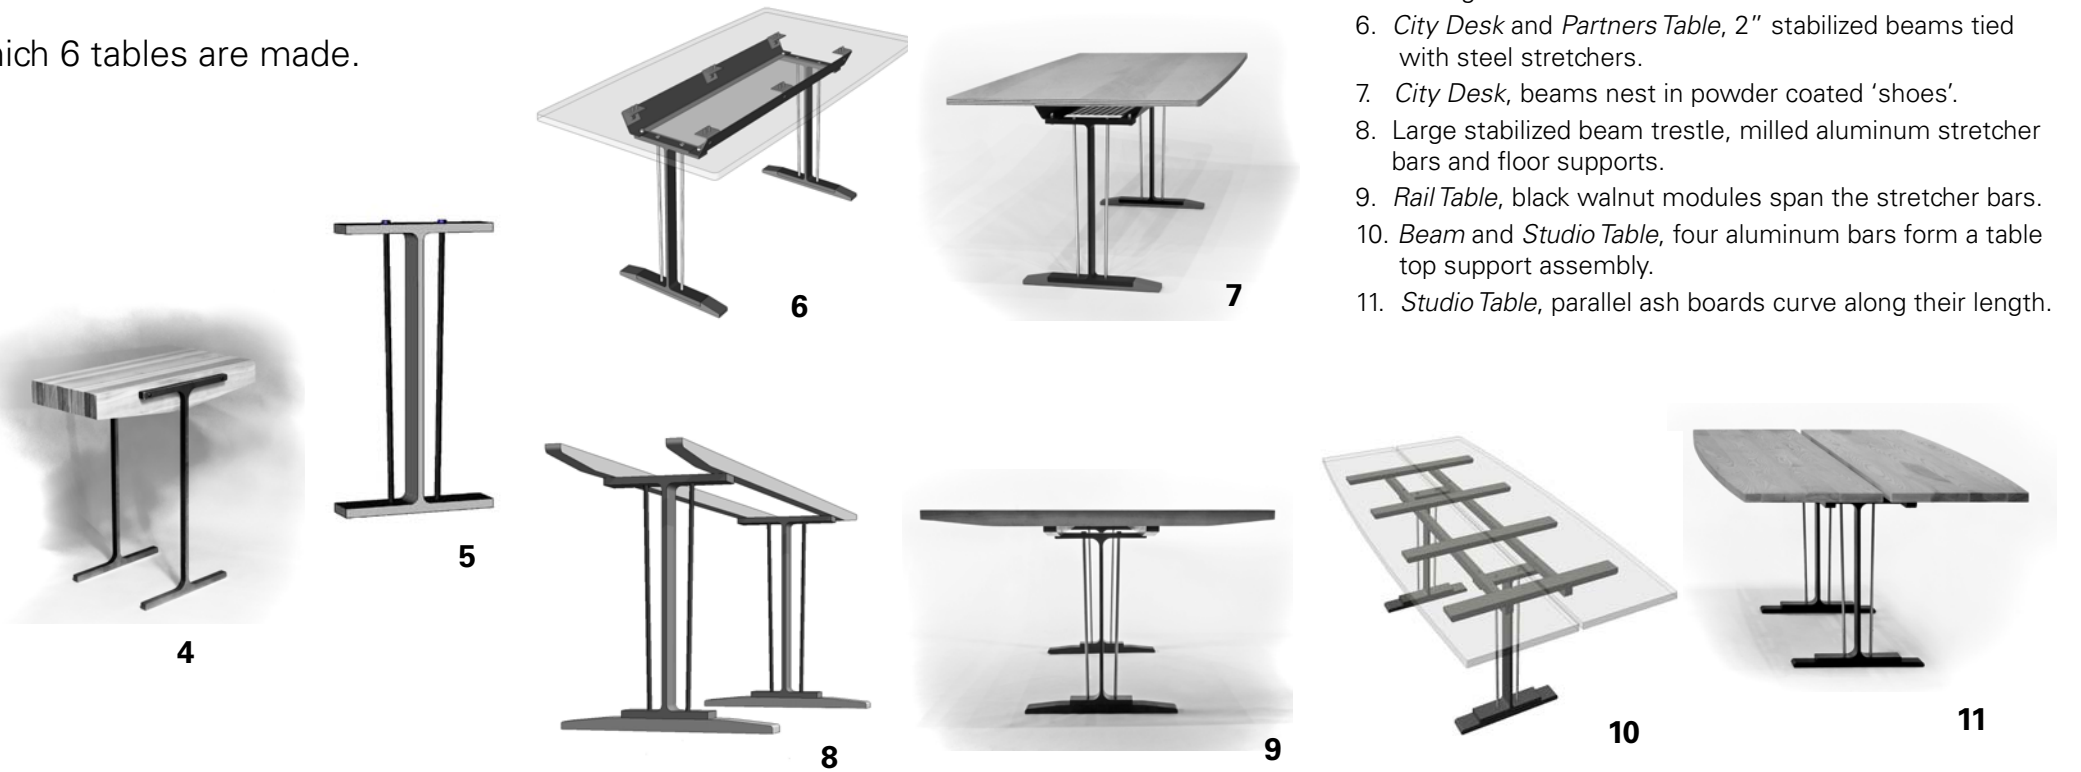 hich 6 tables are made.
6. City Desk and Partners Table, 2” stabilized beams tied
with steel stretchers.
7. City Desk, beams nest in powder coated ‘shoes’.
8. Large stabilized beam trestle, milled aluminum stretcher
bars and floor supports.
9. Rail Table, black walnut modules span the stretcher bars.
10. Beam and Studio Table, four aluminum bars form a table
top support assembly.
11. Studio Table, parallel ash boards curve along their length.
4
5
6
7
8
9
10
11